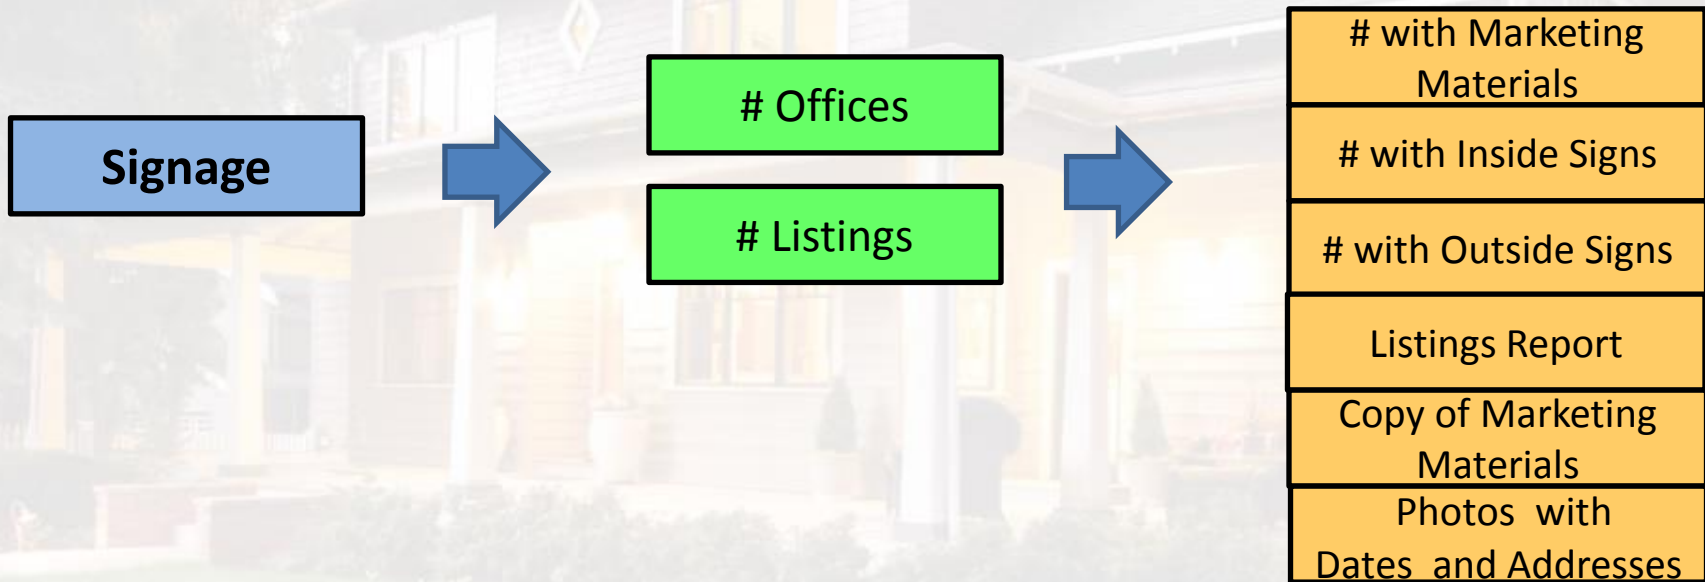 Signage
# Offices
# Listings
# with Marketing
Materials
# with Inside Signs
# with Outside Signs
Listings Report
Copy of Marketing
Materials
Photos with
Dates and Addresses